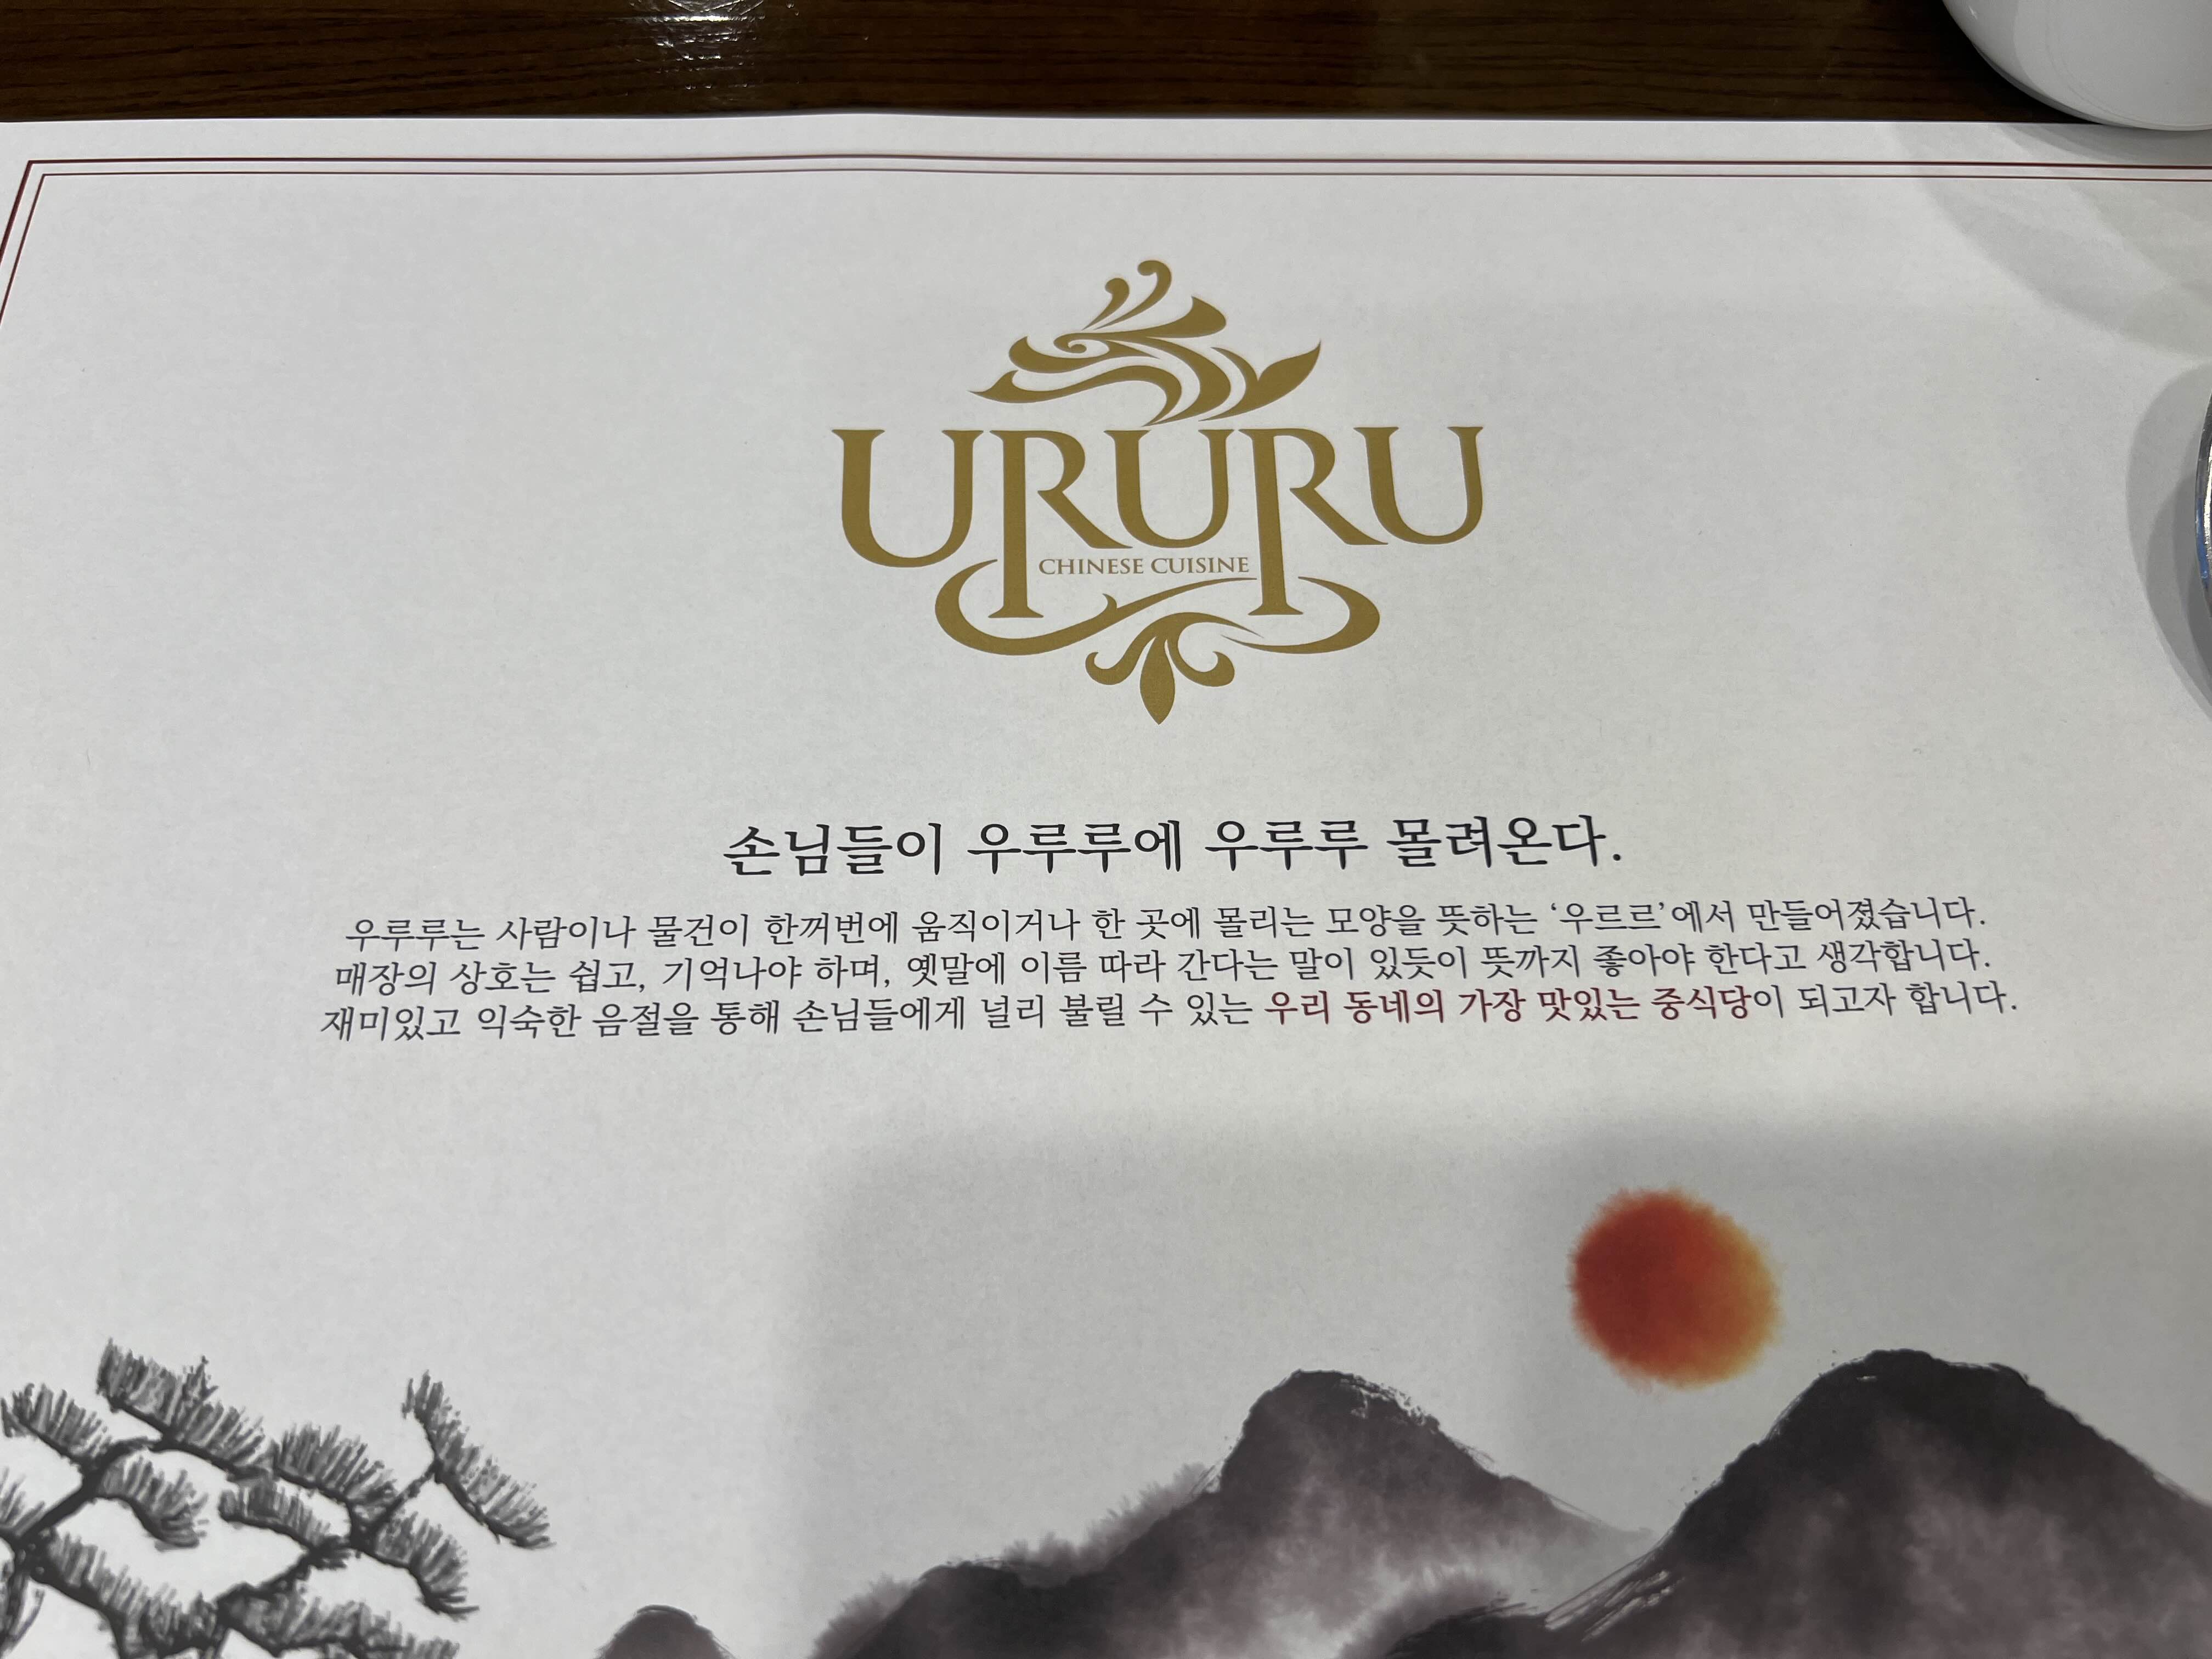 URURU
CHINESE CUISINE
손님들이 우루루에 우루루 몰려온다.
우루루는 사람이나 물건이 한꺼번에 움직이거나 한 곳에 몰리는 모양을 뜻하는 ‘우르르’에서 만들어졌습니다.
매장의 상호는 쉽고, 기억나야 하며, 옛말에 이름 따라 간다는 말이 있듯이 뜻까지 좋아야 한다고 생각합니다.
재미있고 익숙한 음절을 통해 손님들에게 널리 불릴 수 있는 우리 동네의 가장 맛있는 중식당이 되고자 합니다.